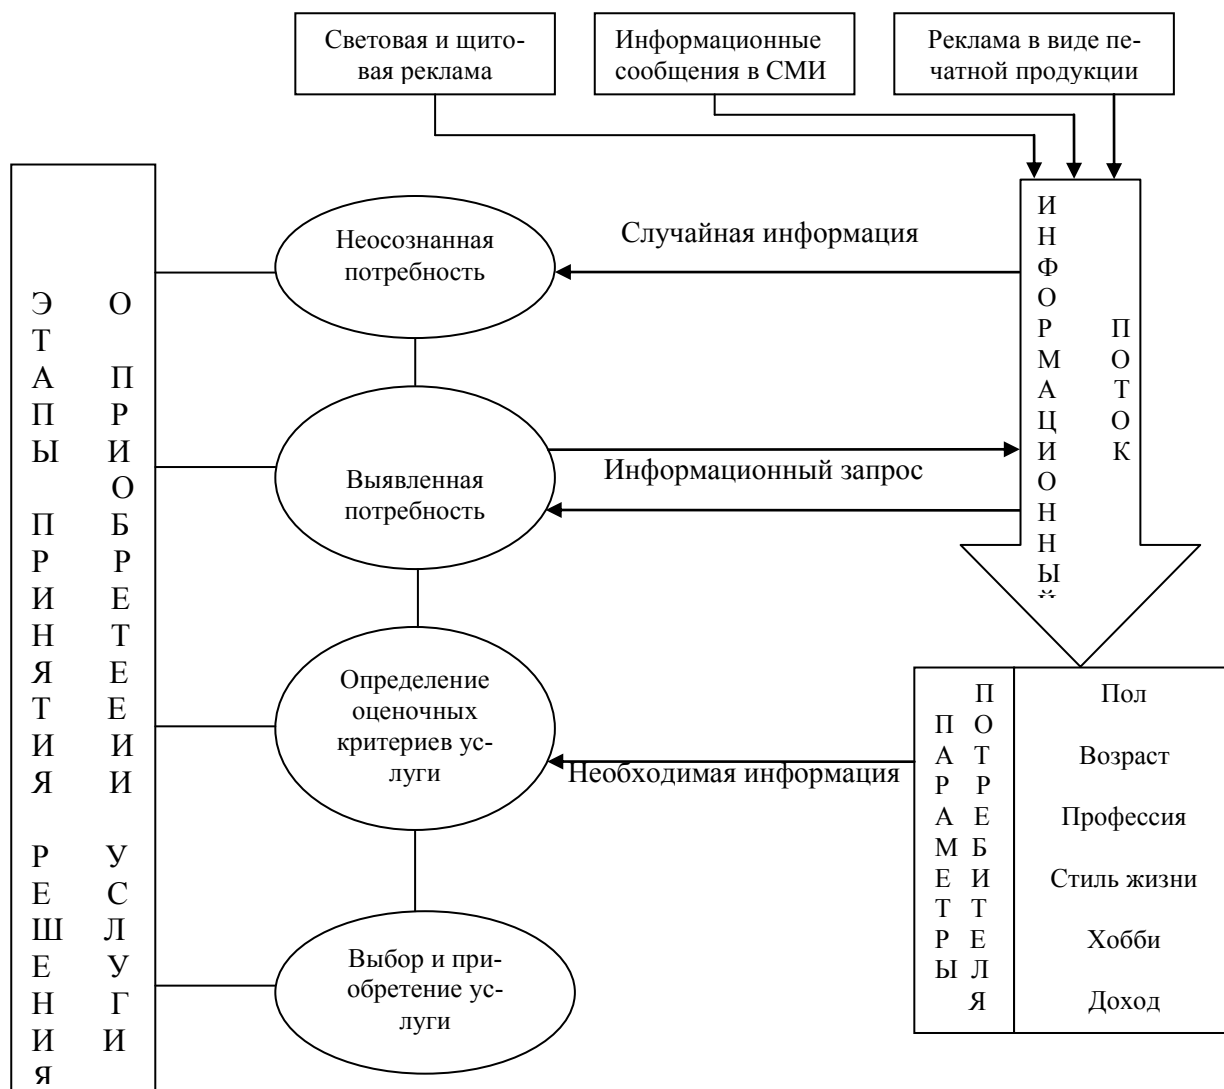 Световая и щито-
вая реклама
Информационные
сообщения в СМИ
Реклама в виде пе-
чатной продукции
ЭТАПЫ ПРИНЯТИЯ РЕШЕНИЯ
О ПРИОБРЕТЕЕИИ УСЛУГИ
Неосознанная
потребность
Случайная информация
ИНФОРМАЦИОННЫЙ
ПОТОК
Выявленная
потребность
Информационный запрос
Определение
оценочных
критериев ус-
луги
Необходимая информация
ПАРАМЕТРЫ
ПОТРЕБИТЕЛЯ
Пол
Возраст
Профессия
Стиль жизни
Хобби
Доход
Выбор и при-
обретение ус-
луги